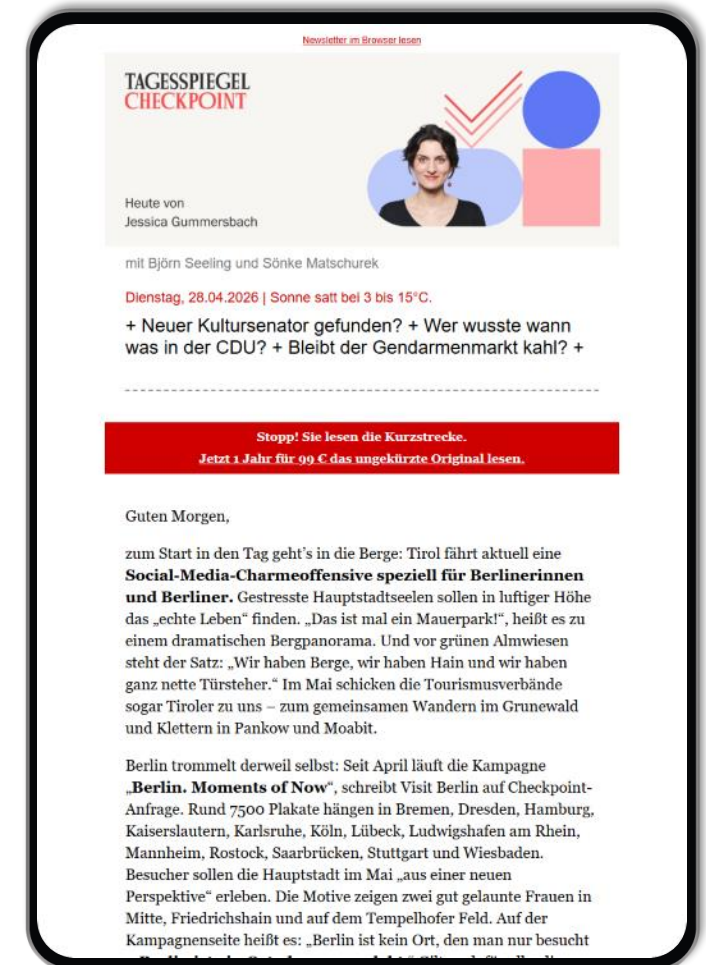 Newsletter im Browser lesen
TAGESSPIEGEL
CHECKPOINT
Heute von
Jessica Gummersbach
mit Björn Seeling und Sönke Matschurek
Dienstag, 28.04.2026 | Sonne satt bei 3 bis 15°C.
+ Neuer Kultursenator gefunden? + Wer wusste wann
was in der CDU? + Bleibt der Gendarmenmarkt kahl? +
Stopp! Sie lesen die Kurzstrecke.
Jetzt 1 Jahr für 99 € das ungekürzte Original lesen.
Guten Morgen,
zum Start in den Tag geht’s in die Berge: Tirol fährt aktuell eine
Social-Media-Charmeoffensive speziell für Berlinerinnen
und Berliner. Gestresste Hauptstadtseelen sollen in luftiger Höhe
das „echte Leben“ finden. „Das ist mal ein Mauerpark!“, heißt es zu
einem dramatischen Bergpanorama. Und vor grünen Almwiesen
steht der Satz: „Wir haben Berge, wir haben Hain und wir haben
ganz nette Türsteher.“ Im Mai schicken die Tourismusverbände
sogar Tiroler zu uns – zum gemeinsamen Wandern im Grunewald
und Klettern in Pankow und Moabit.
Berlin trommelt derweil selbst: Seit April läuft die Kampagne
„Berlin. Moments of Now“, schreibt Visit Berlin auf Checkpoint-
Anfrage. Rund 7500 Plakate hängen in Bremen, Dresden, Hamburg,
Kaiserslautern, Karlsruhe, Köln, Lübeck, Ludwigshafen am Rhein,
Mannheim, Rostock, Saarbrücken, Stuttgart und Wiesbaden.
Besucher sollen die Hauptstadt im Mai „aus einer neuen
Perspektive“ erleben. Die Motive zeigen zwei gut gelaunte Frauen in
Mitte, Friedrichshain und auf dem Tempelhofer Feld. Auf der
Kampagnenseite heißt es: „Berlin ist kein Ort, den man nur besucht